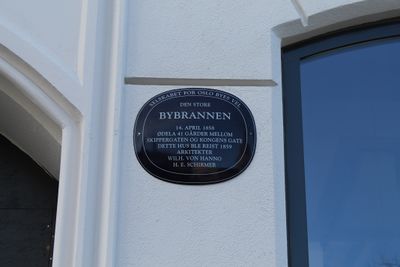 SELSKABET FOR OSLO BYES VEL
DEN STORE
BYBRANNEN
14. APRIL 1858
ØDELA 41 GÅRDER MELLOM
SKIPPERGATEN OG KONGENS GATE
DETTE HUS BLE REIST 1859
ARKITEKTER
WILH. VON HANNO
H. E. SCHIRMER